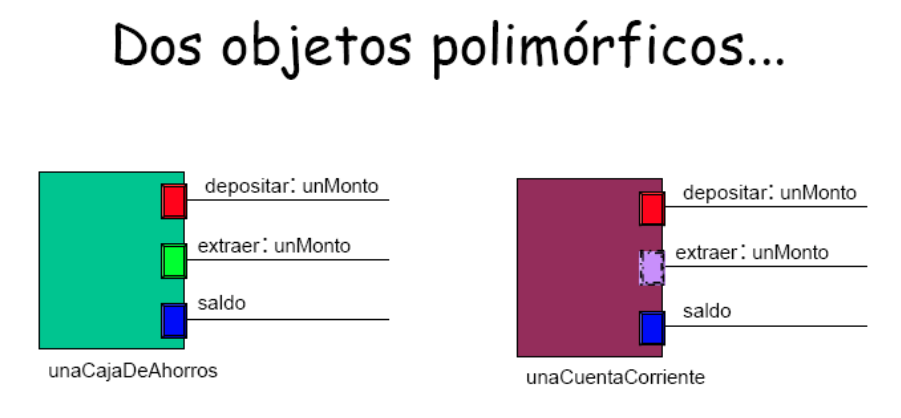 Dos objetos polimórficos...
depositar: unMonto
extraer: unMonto
saldo
unaCajaDeAhorros
depositar: unMonto
extraer: unMonto
saldo
unaCuentaCorriente